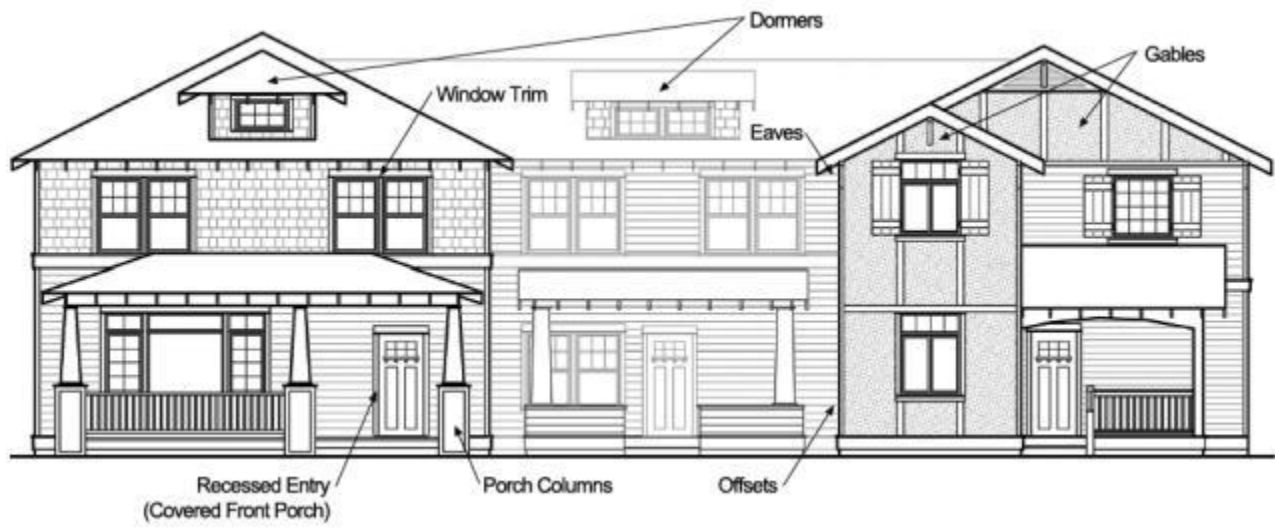 Dormers
Gables
Window Trim
Eaves
Recessed Entry
(Covered Front Porch)
Porch Columns
Offsets